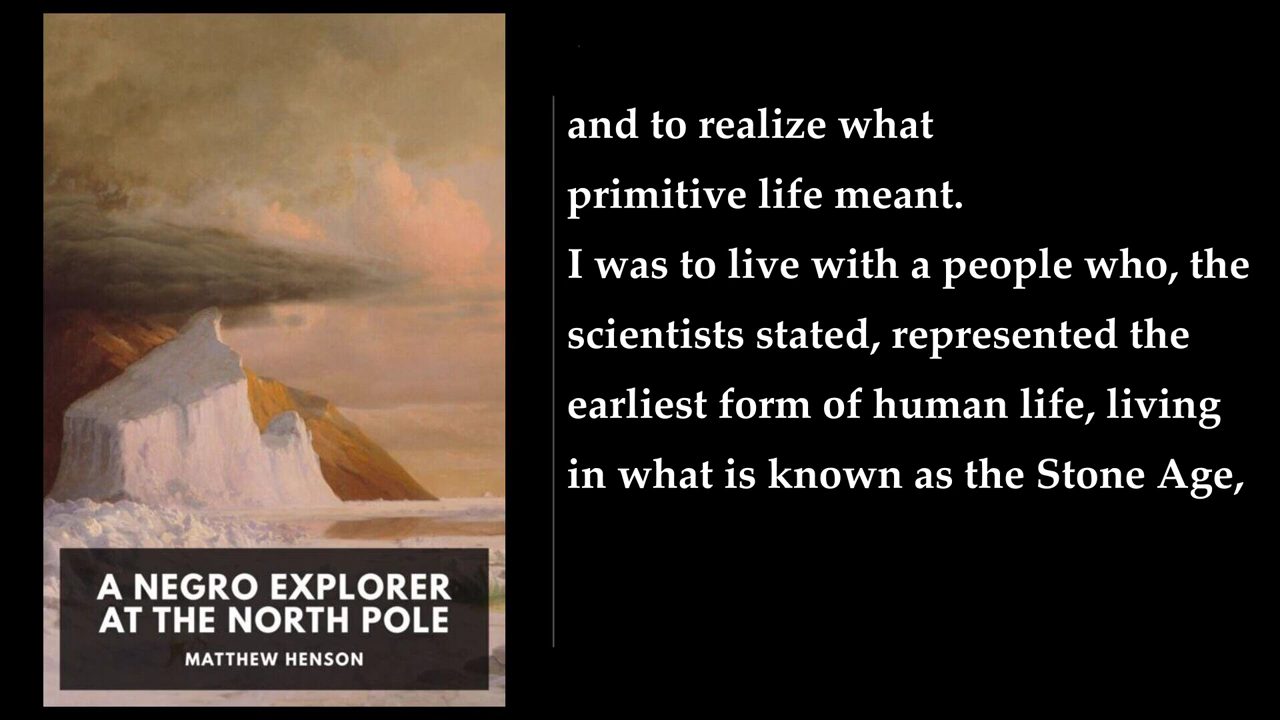 A NEGRO EXPLORER
AT THE NORTH POLE
MATTHEW HENSON
and to realize what
primitive life meant.
I was to live with a people who, the
scientists stated, represented the
earliest form of human life, living
in what is known as the Stone Age,